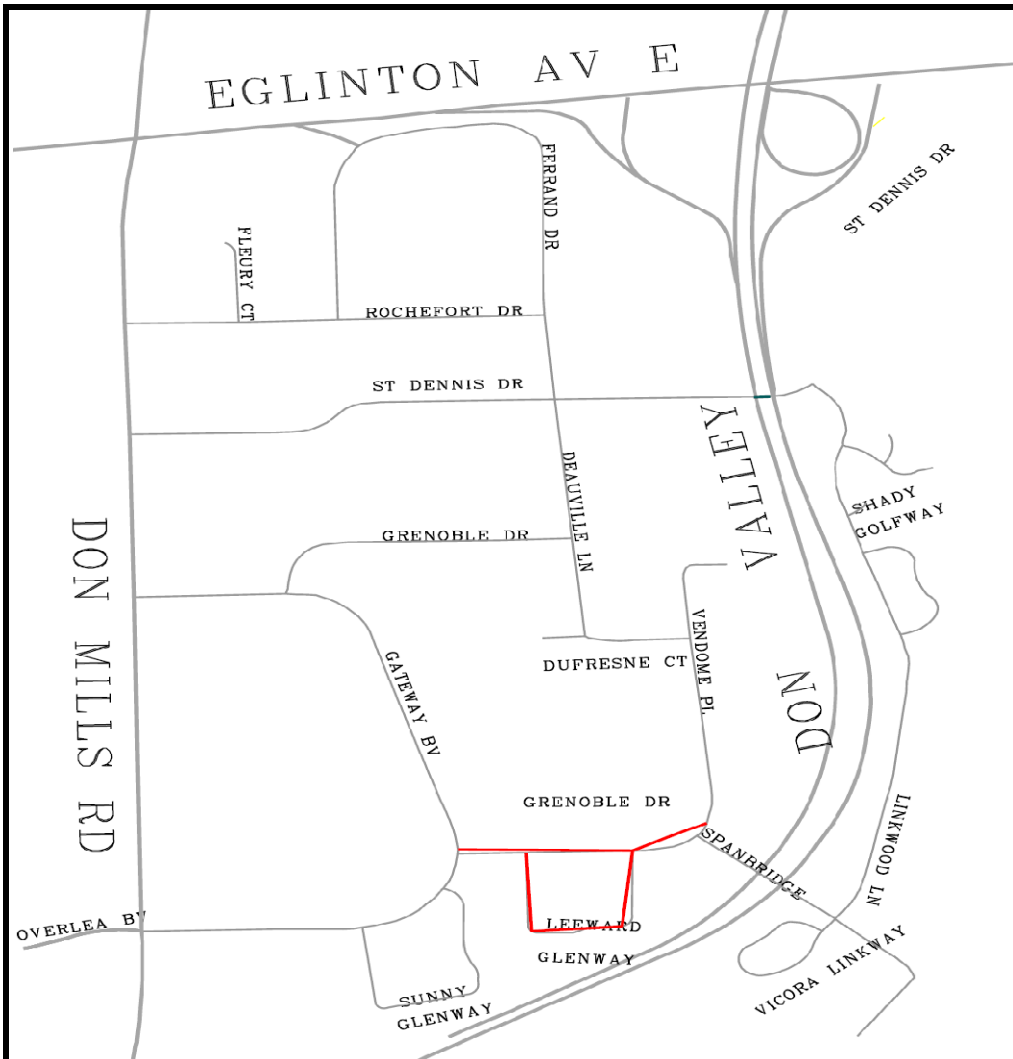 EGLINTON AV E
FERRAND DR
ST DENNIS DR
FLEURY CT
ROCHEFORT DR
ST DENNIS DR
DON VALLEY
DEAUVILLE LN
SHADY
GOLFWAY
DON MILLS RD
GRENOBLE DR
VENDOME PL
DUFRESNE CT
GATEWAY BV
GRENOBLE DR
SPANBRIDGE
LINKWOOD LN
OVERLEA BV
LEEWARD
GLENWAY
VICORA LINKWAY
SUNNY
GLENWAY